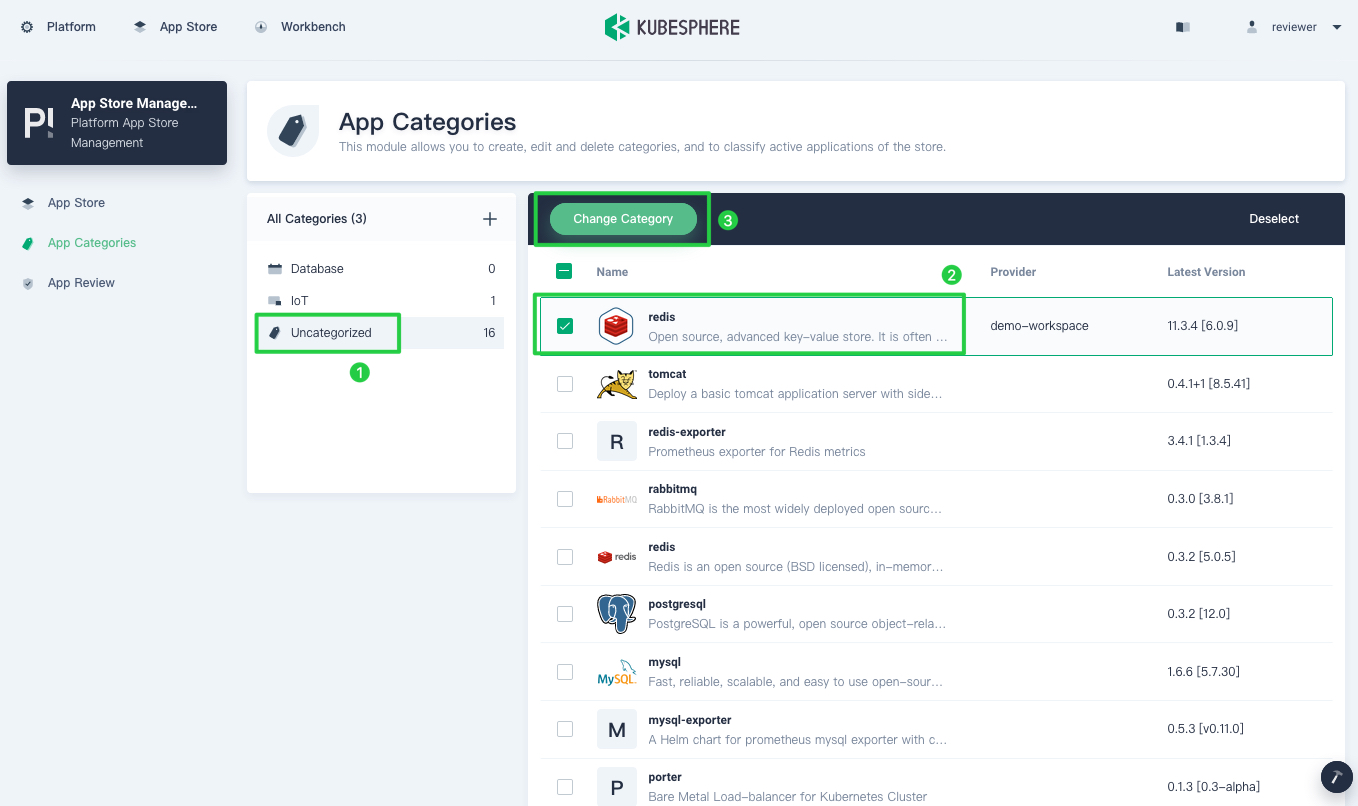 Platform
App Store
Workbench
KUBESPHERE
reviewer
App Store Manage...
Platform App Store
Management
App Store
App Categories
App Review
App Categories
This module allows you to create, edit and delete categories, and to classify active applications of the store.
All Categories (3)
Database 0
IoT 1
Uncategorized 16
1
Change Category
3
Deselect
Name
2
Provider
Latest Version
redis
Open source, advanced key-value store. It is often ...
demo-workspace
11.3.4 [6.0.9]
tomcat
Deploy a basic tomcat application server with side...
0.4.1+1 [8.5.41]
R
redis-exporter
Prometheus exporter for Redis metrics
3.4.1 [1.3.4]
RabbitMQ
rabbitmq
RabbitMQ is the most widely deployed open sourc...
0.3.0 [3.8.1]
redis
redis
Redis is an open source (BSD licensed), in-memor...
0.3.2 [5.0.5]
postgresql
PostgreSQL is a powerful, open source object-rela...
0.3.2 [12.0]
MySQL
mysql
Fast, reliable, scalable, and easy to use open-sour...
1.6.6 [5.7.30]
M
mysql-exporter
A Helm chart for prometheus mysql exporter with c...
0.5.3 [v0.11.0]
P
porter
Bare Metal Load-balancer for Kubernetes Cluster
0.1.3 [0.3-alpha]